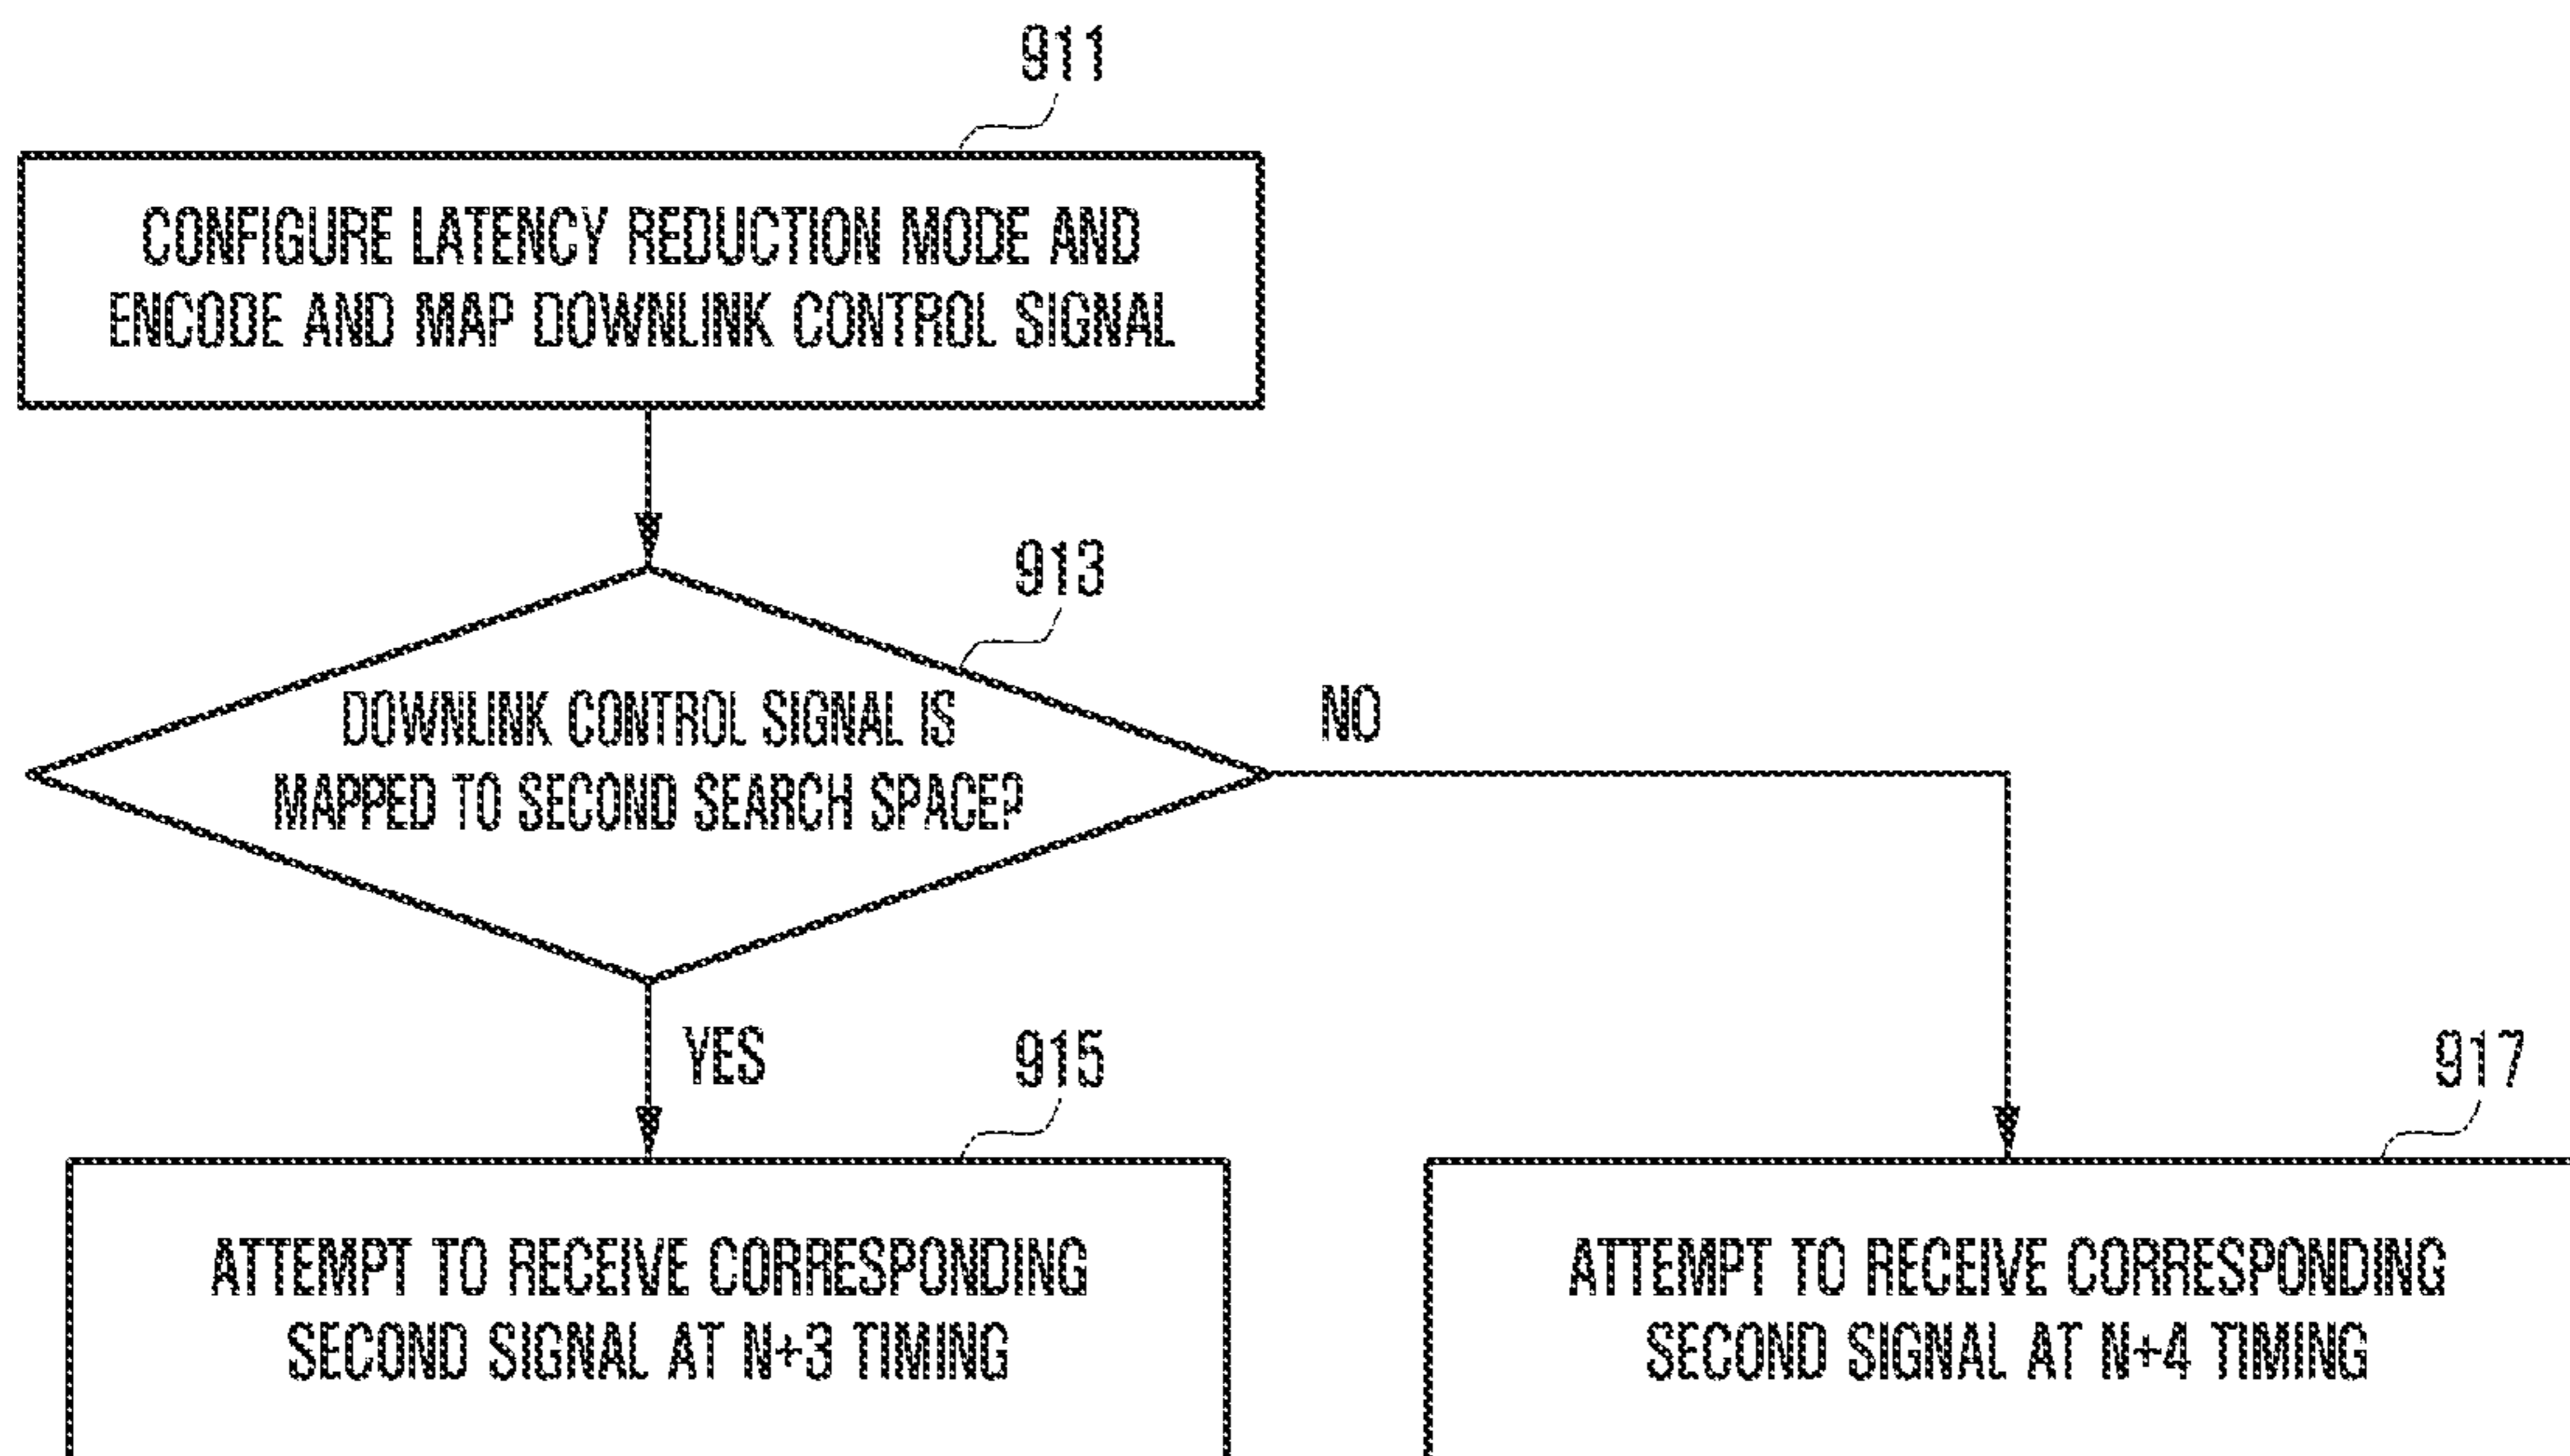 911
CONFIGURE LATENCY REDUCTION MODE AND
ENCODE AND MAP DOWNLINK CONTROL SIGNAL
913
DOWNLINK CONTROL SIGNAL IS
MAPPED TO SECOND SEARCH SPACE?
NO
YES
915
917
ATTEMPT TO RECEIVE CORRESPONDING
SECOND SIGNAL AT N+3 TIMING
ATTEMPT TO RECEIVE CORRESPONDING
SECOND SIGNAL AT N+4 TIMING